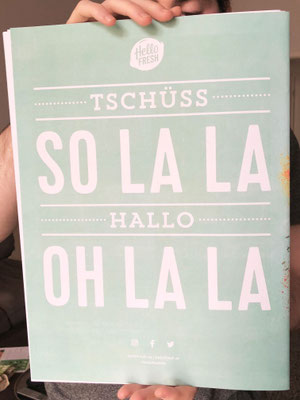 Hello
FRESH
TSCHÜSS
SO LA LA
HALLO
OH LA LA